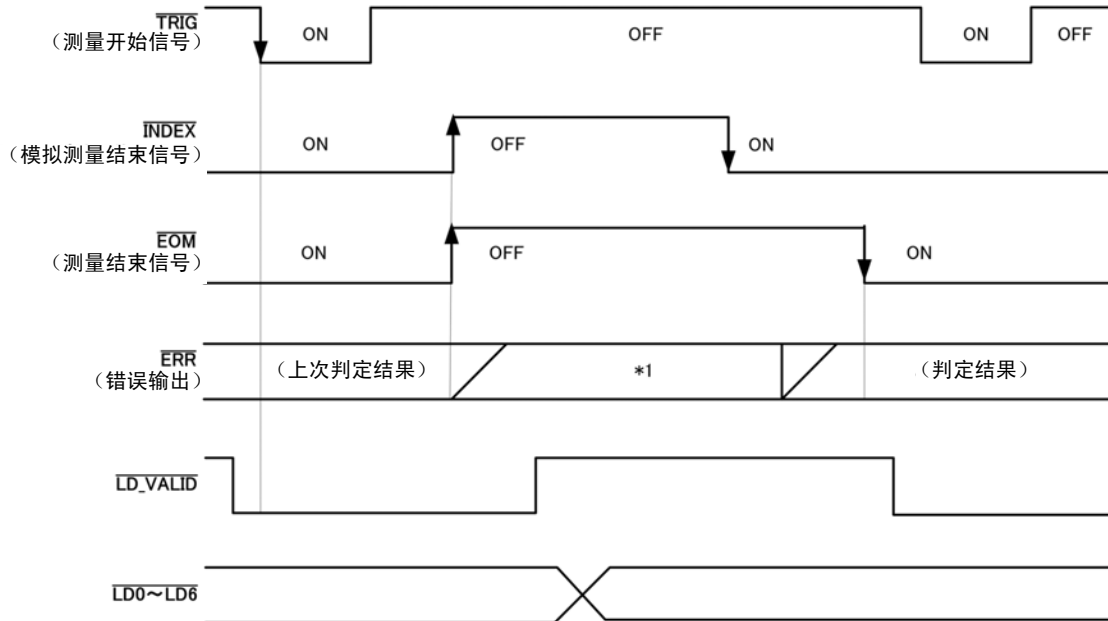 TRIG
（测量开始信号）
ON
OFF
ON
OFF
INDEX
（模拟测量结束信号）
ON
OFF
ON
EOM
（测量结束信号）
ON
OFF
ON
ERR
（错误输出）
（上次判定结果）
*1
（判定结果）
LD_VALID
LD0～LD6